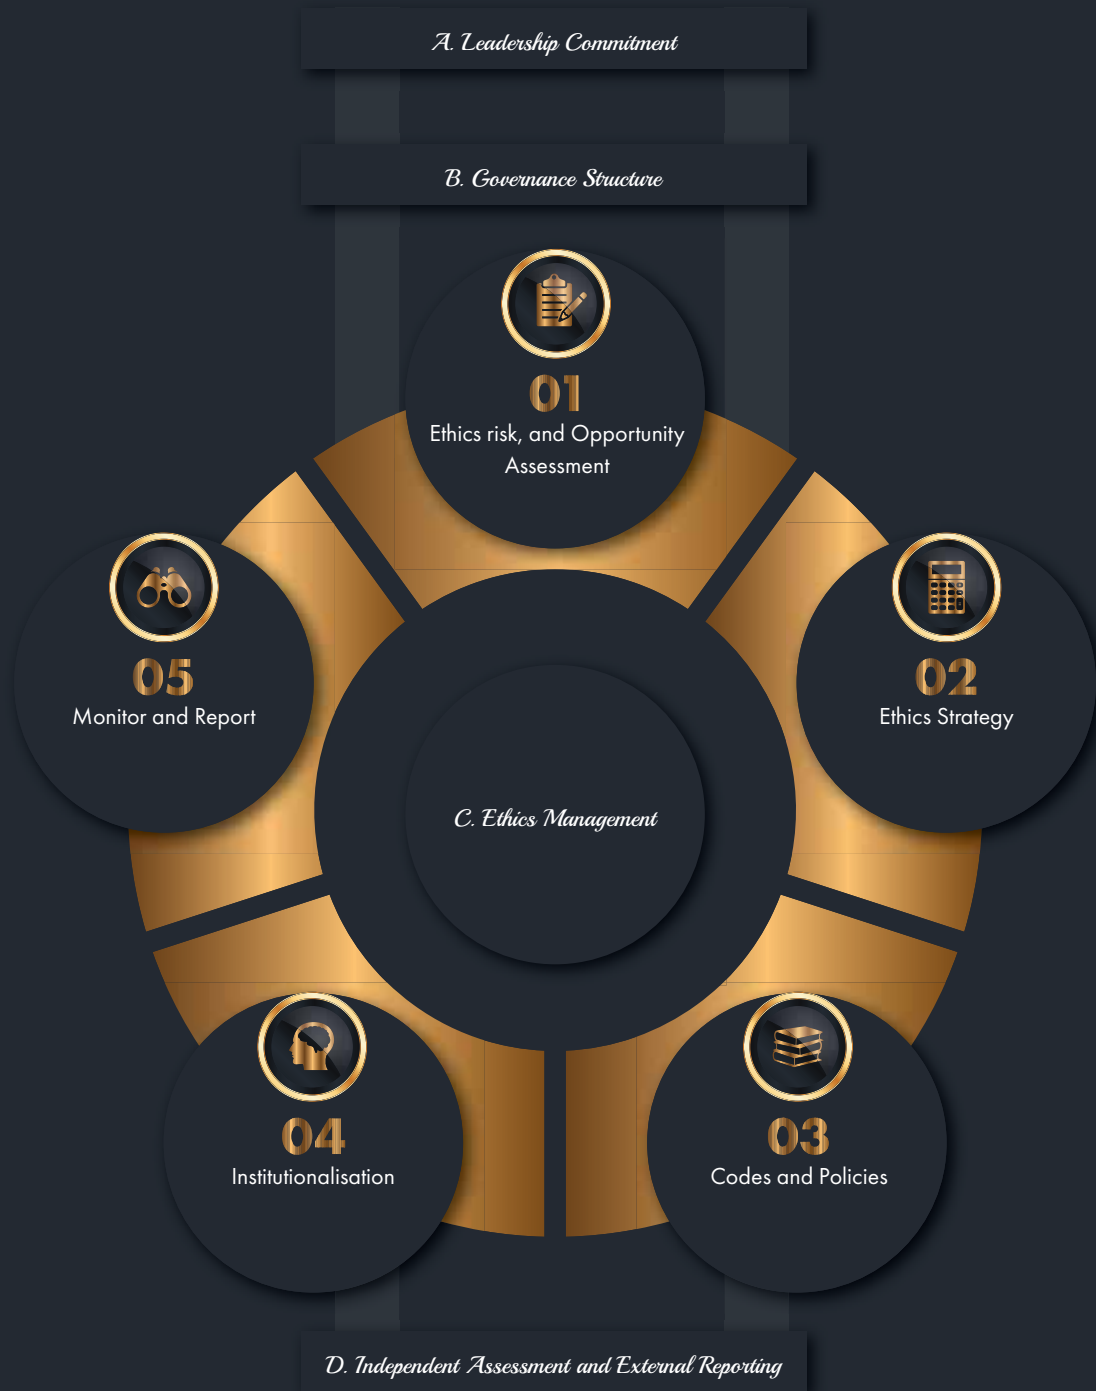 A. Leadership Commitment
B. Governance Structure
01
Ethics risk, and Opportunity
Assessment
02
Ethics Strategy
03
Codes and Policies
04
Institutionalisation
05
Monitor and Report
C. Ethics Management
D. Independent Assessment and External Reporting